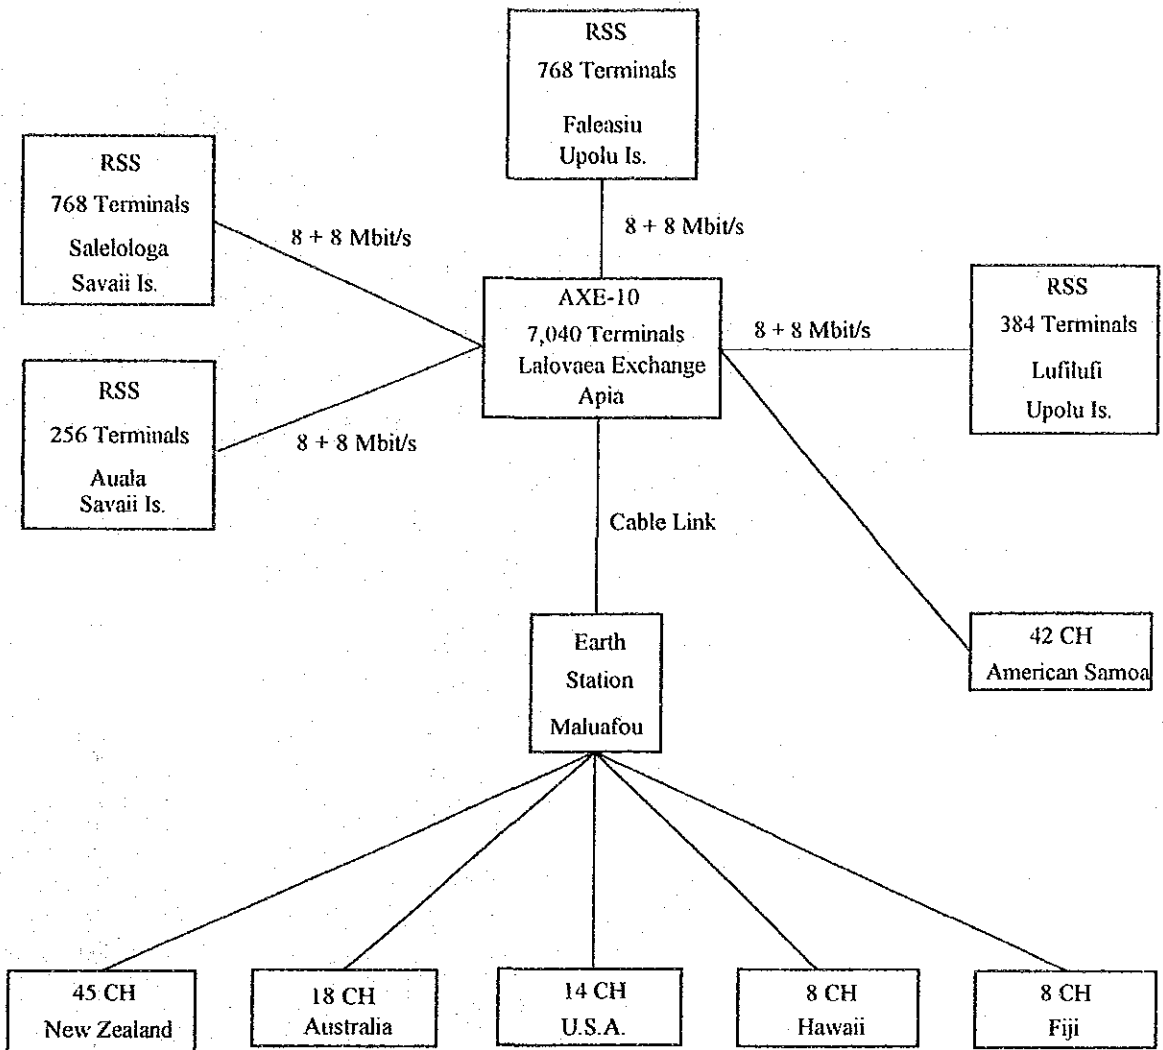 RSS
768 Terminals
Faleasiu
Upolu Is.
RSS
768 Terminals
Salelologa
Savaii Is.
8 + 8 Mbit/s
8 + 8 Mbit/s
AXE-10
7,040 Terminals
Lalovaea Exchange
Apia
8 + 8 Mbit/s
RSS
384 Terminals
Lufilufi
Upolu Is.
RSS
256 Terminals
Auala
Savaii Is.
8 + 8 Mbit/s
Cable Link
Earth
Station
Maluafou
42 CH
American Samoa
45 CH
New Zealand
18 CH
Australia
14 CH
U.S.A.
8 CH
Hawaii
8 CH
Fiji